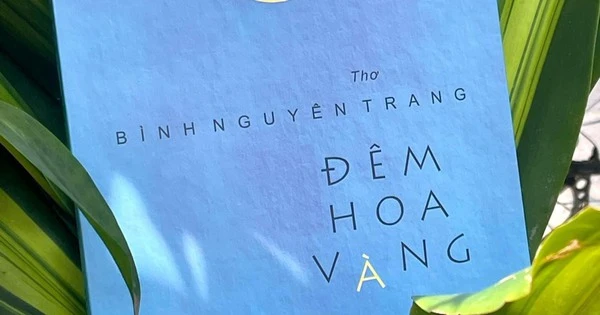 Thơ
BÌNH NGUYÊN TRANG
ĐÊM
HOA
VÀNG